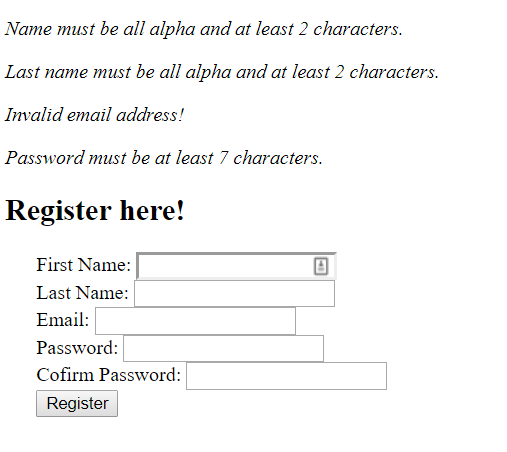 Name must be all alpha and at least 2 characters.
Last name must be all alpha and at least 2 characters.
Invalid email address!
Password must be at least 7 characters.
Register here!
First Name:
Last Name:
Email:
Password:
Cofirm Password:
Register